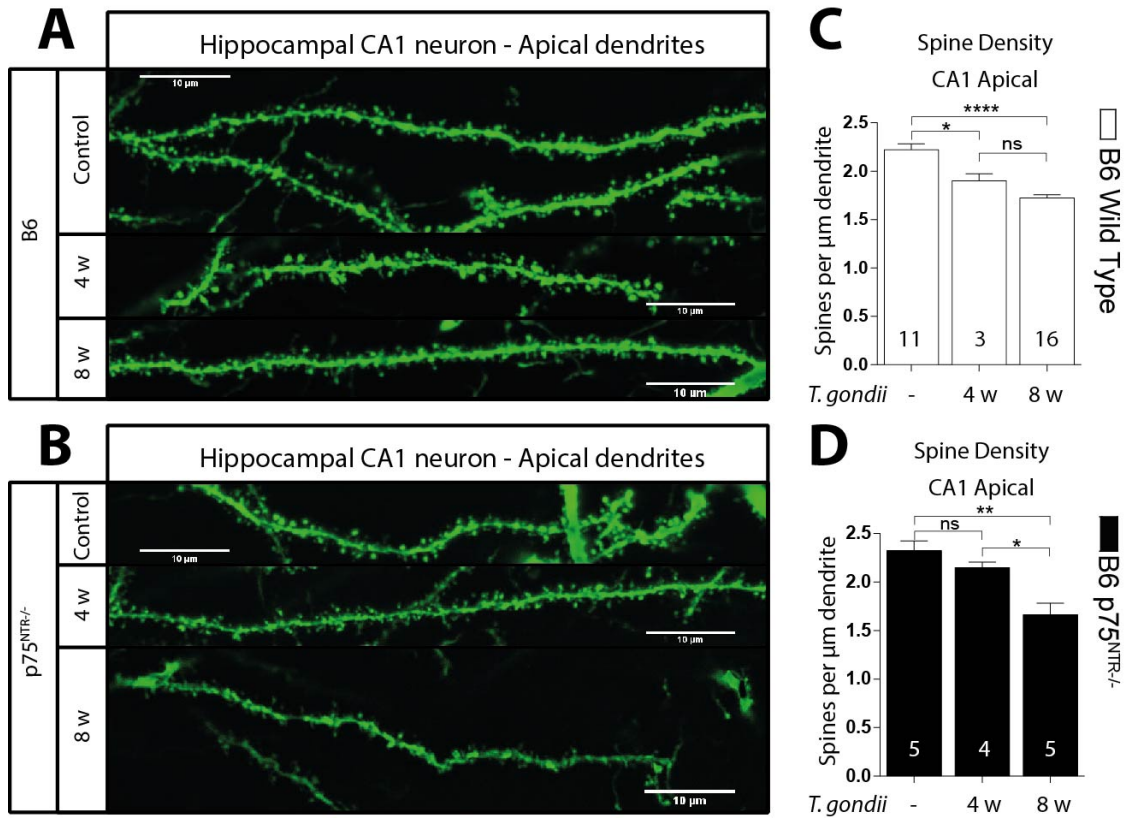 A
Hippocampal CA1 neuron - Apical dendrites
B6
Control
10 µm
4 w
10 µm
8 w
10 µm
B
Hippocampal CA1 neuron - Apical dendrites
p75NTR-/-
Control
10 µm
4 w
10 µm
8 w
10 µm
C
Spine Density
CA1 Apical
****
*
ns
Spines per µm dendrite
2.5
2.0
1.5
1.0
0.5
0.0
11
3
16
T. gondii - 4 w 8 w
B6 Wild Type
D
Spine Density
CA1 Apical
**
ns
*
Spines per µm dendrite
2.5
2.0
1.5
1.0
0.5
0.0
5
4
5
T. gondii - 4 w 8 w
B6 p75NTR-/-